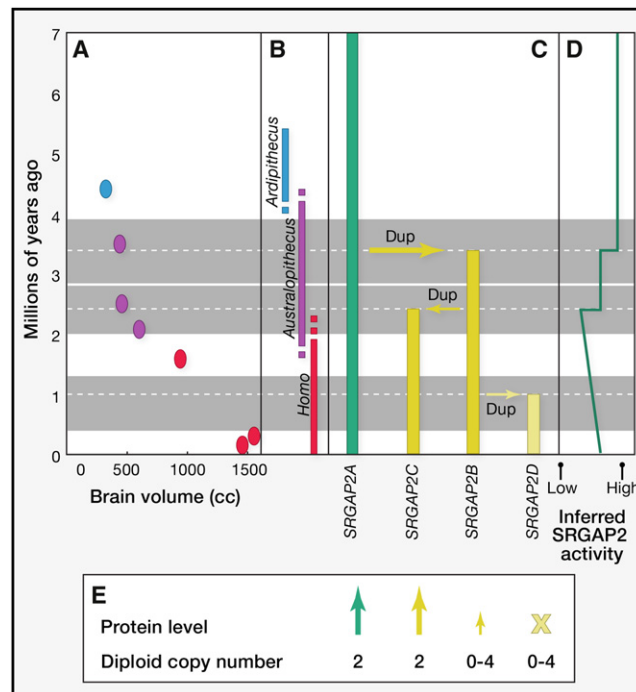 A B C D
7
6
5
4
3
2
1
0
Millions of years ago
Ardipithecus
Australopithecus
Homo
Dup
Dup
Dup
0 500 1000 1500
Brain volume (cc)
SRGAP2A
SRGAP2C
SRGAP2B
SRGAP2D
Low High
Inferred
SRGAP2
activity
E
Protein level
X
Diploid copy number 2 2 0-4 0-4